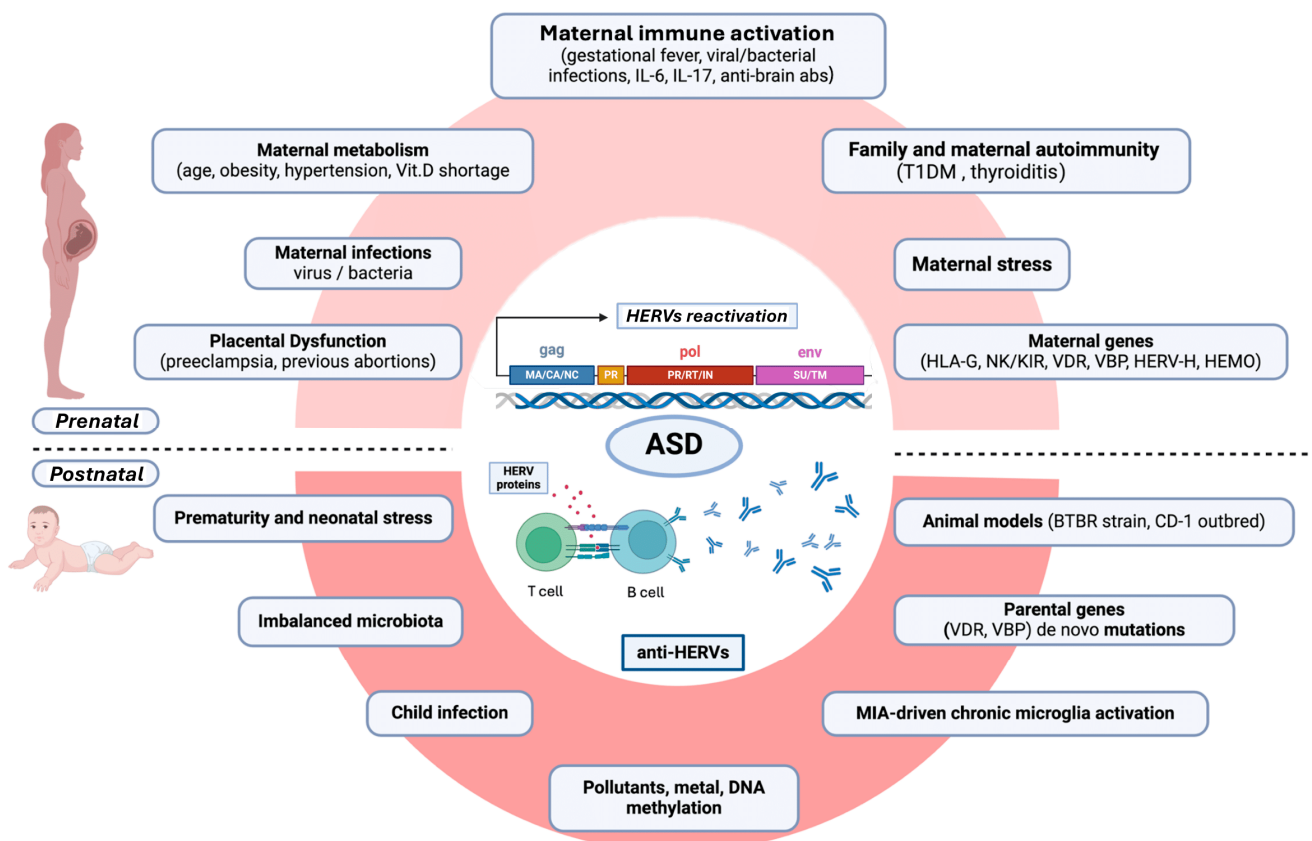 Maternal immune activation
(gestational fever, viral/bacterial
infections, IL-6, IL-17, anti-brain abs)
Maternal metabolism
(age, obesity, hypertension, Vit.D shortage
Family and maternal autoimmunity
(T1DM , thyroiditis)
Maternal infections
virus / bacteria
Maternal stress
Placental Dysfunction
(preeclampsia, previous abortions)
Maternal genes
(HLA-G, NK/KIR, VDR, VBP, HERV-H, HEMO)
HERVs reactivation
gag
pol
env
MA/CA/NC
PR
PR/RT/IN
SU/TM
Prenatal
ASD
Postnatal
HERV
proteins
T cell
B cell
anti-HERVs
Prematurity and neonatal stress
Animal models (BTBR strain, CD-1 outbred)
Imbalanced microbiota
Parental genes
(VDR, VBP) de novo mutations
Child infection
MIA-driven chronic microglia activation
Pollutants, metal, DNA
methylation